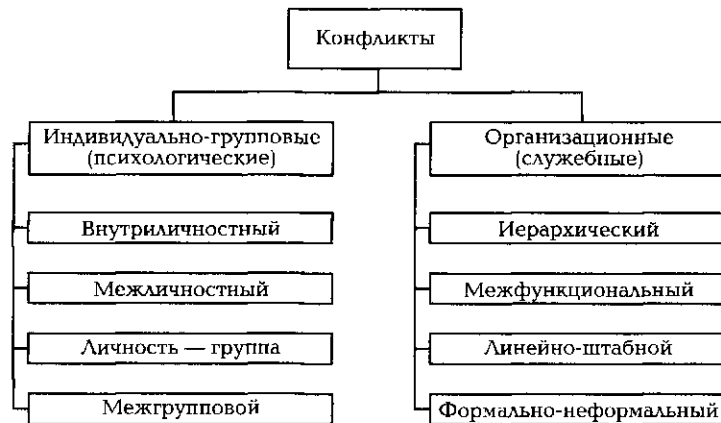 Конфликты
Индивидуально-групповые
(психологические)
Внутриличностный
Межличностный
Личность — группа
Межгрупповой
Организационные
(служебные)
Иерархический
Межфункциональный
Линейно-штабной
Формально-неформальный